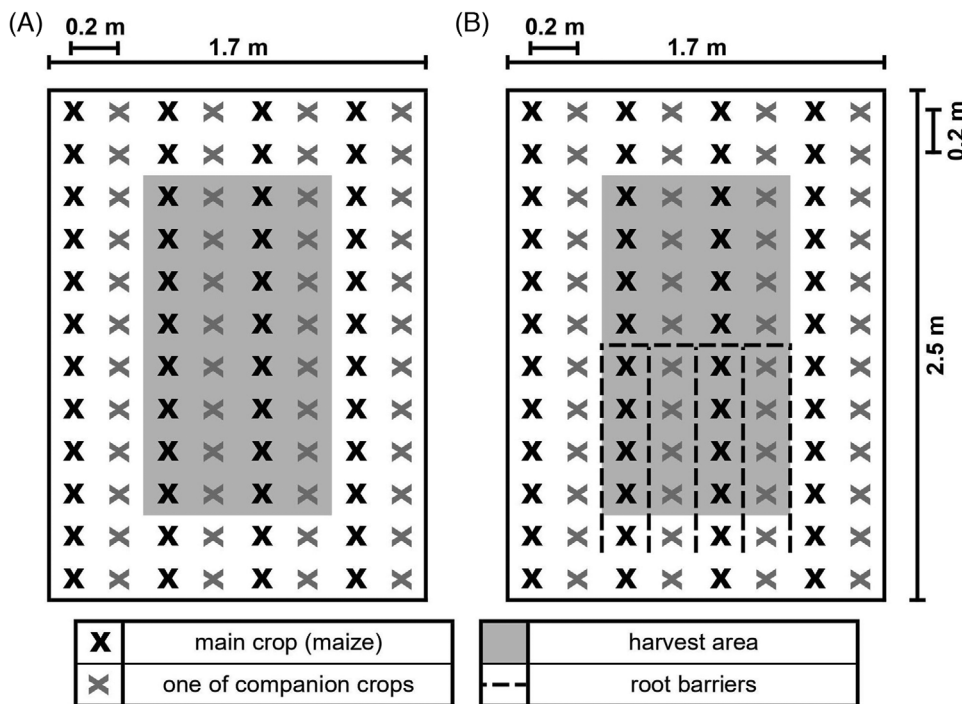 (A)
0.2 m
1.7 m
(B)
0.2 m
1.7 m
0.2 m
2.5 m
main crop (maize)
harvest area
one of companion crops
root barriers